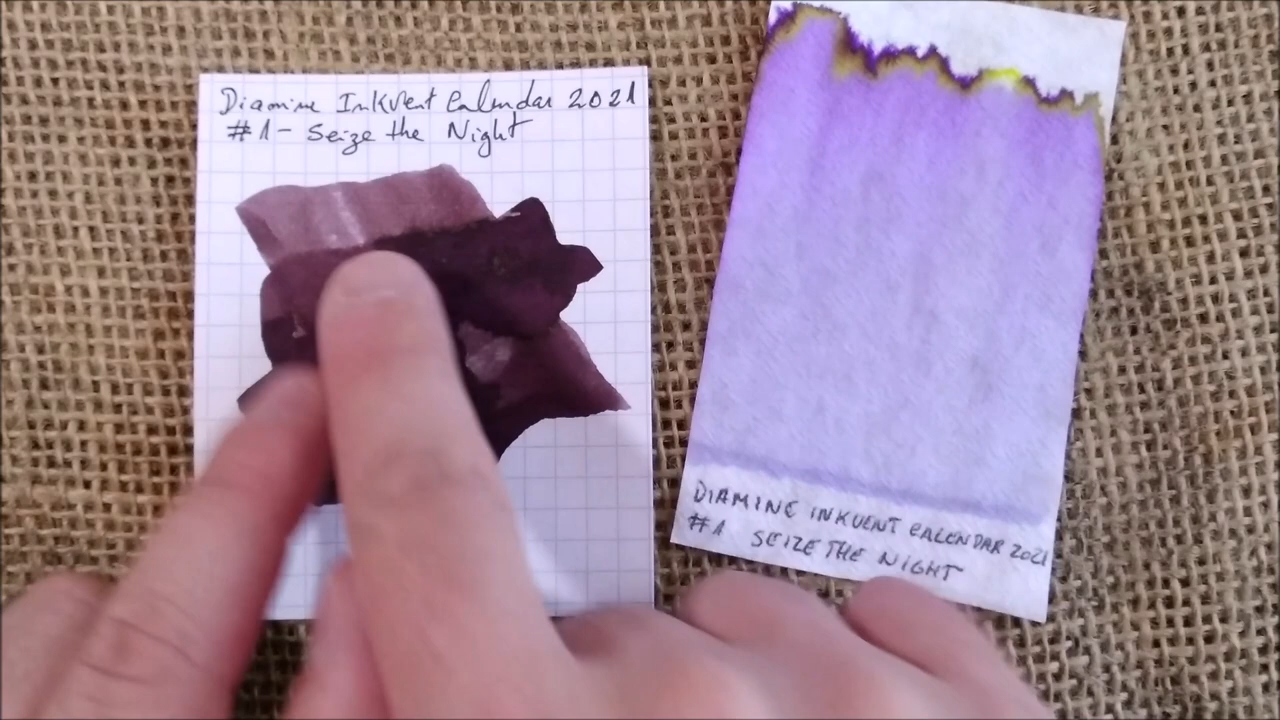 Diamine InkVent Calendar 2021
#1 - Seize the Night
DIAMINE INKVENT CALENDAR 2021
#1 SEIZE THE NIGHT